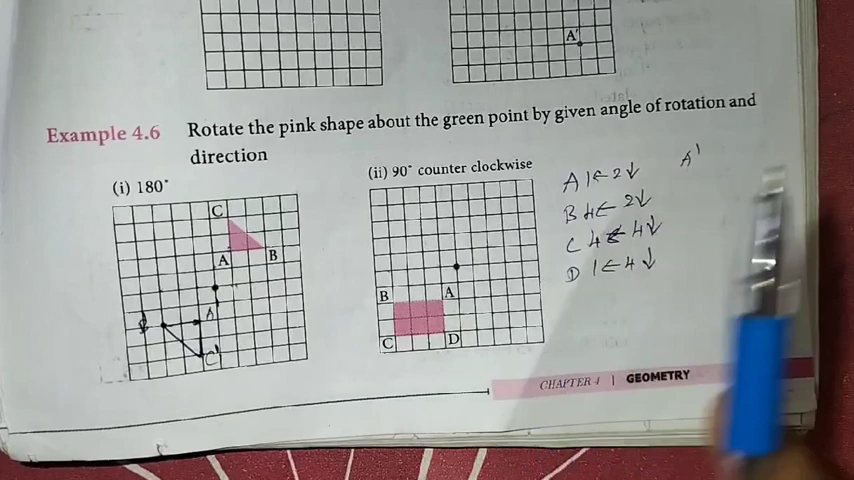 A'
Example 4.6 Rotate the pink shape about the green point by given angle of rotation and
direction
(i) 180°
(ii) 90° counter clockwise
C
A
B
A'
C'
B
A
C
D
A 1 ← 2 ↓
B 4 ← 2 ↓
C 4 ← 4 ↓
D 1 ← 4 ↓
A'
CHAPTER 4 | GEOMETRY